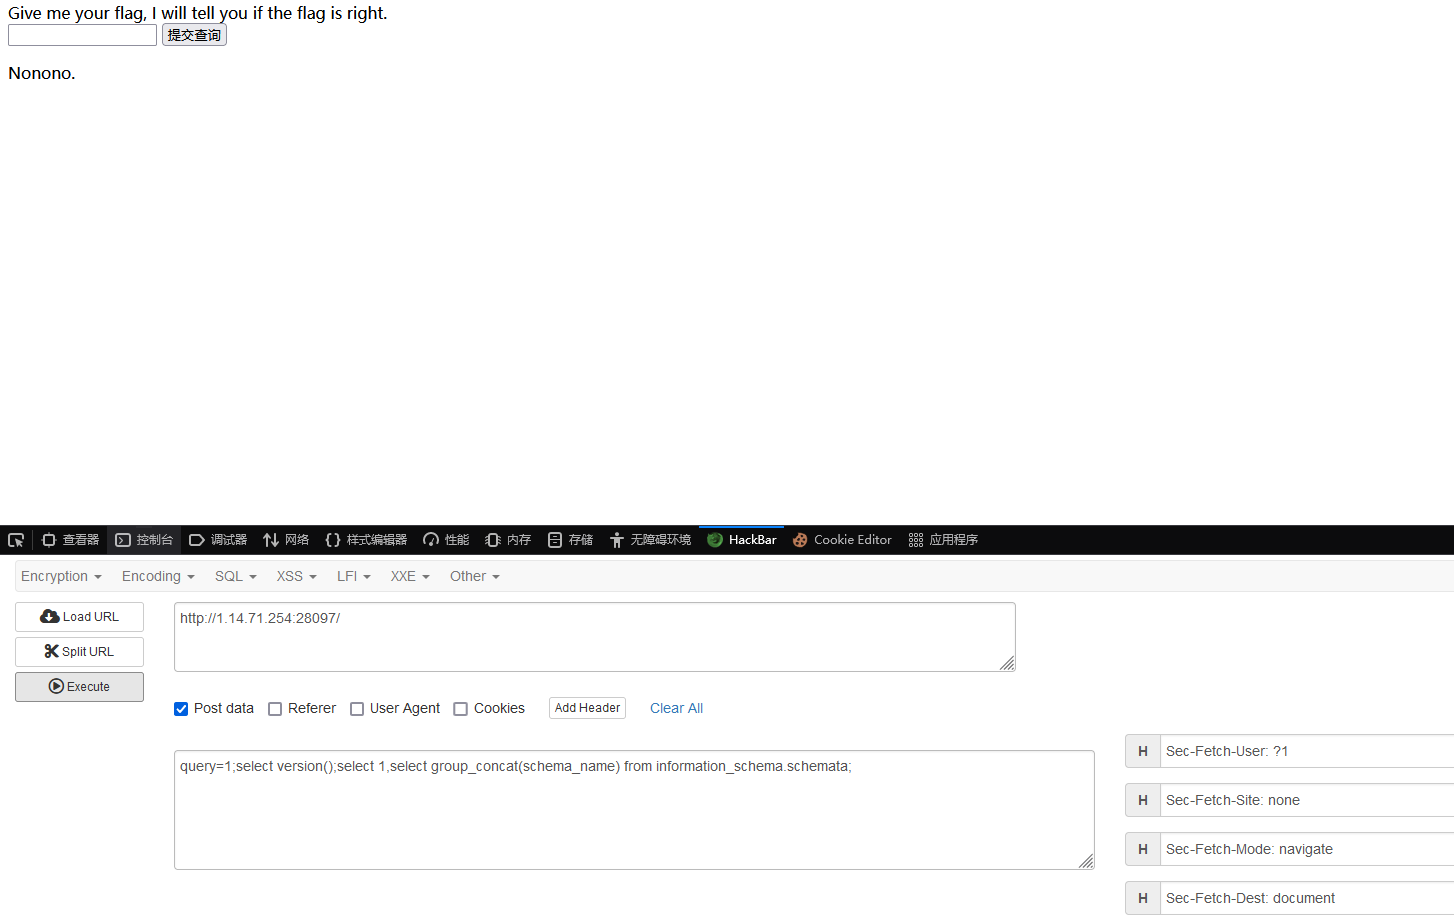 Give me your flag, I will tell you if the flag is right.
提交查询
Nonono.
查看器 控制台 调试器 网络 样式编辑器 性能 内存 存储 无障碍环境 HackBar Cookie Editor 应用程序
Encryption Encoding SQL XSS LFI XXE Other
Load URL
http://1.14.71.254:28097/
Split URL
Execute
Post data Referer User Agent Cookies Add Header Clear All
query=1;select version();select 1,select group_concat(schema_name) from information_schema.schemata;
H Sec-Fetch-User: ?1
H Sec-Fetch-Site: none
H Sec-Fetch-Mode: navigate
H Sec-Fetch-Dest: document